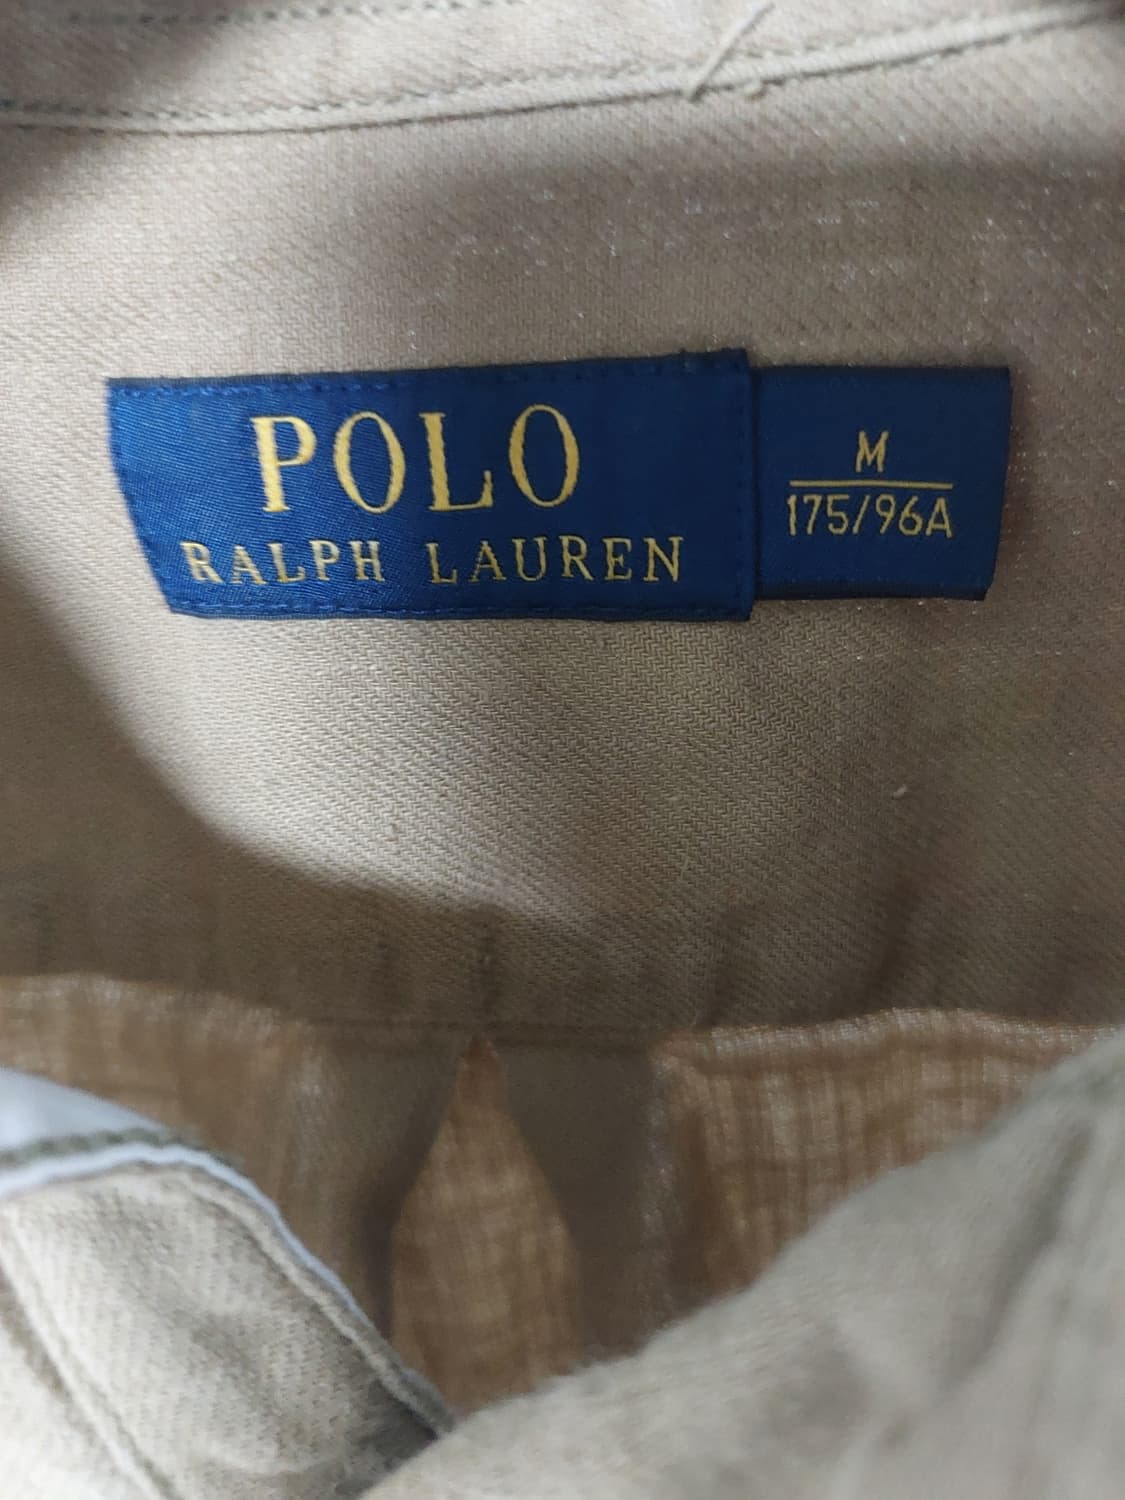 POLO
RALPH LAUREN
M
175/96A